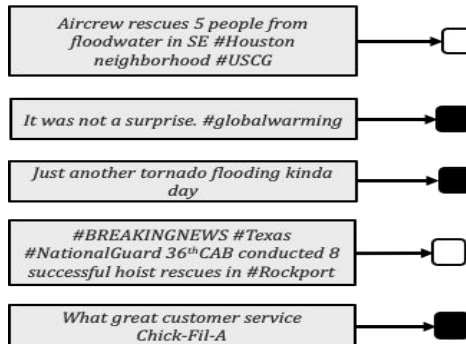 Aircrew rescues 5 people from
floodwater in SE #Houston
neighborhood #USCG
It was not a surprise. #globalwarming
Just another tornado flooding kinda
day
#BREAKINGNEWS #Texas
#NationalGuard 36thCAB conducted 8
successful hoist rescues in #Rockport
What great customer service
Chick-Fil-A